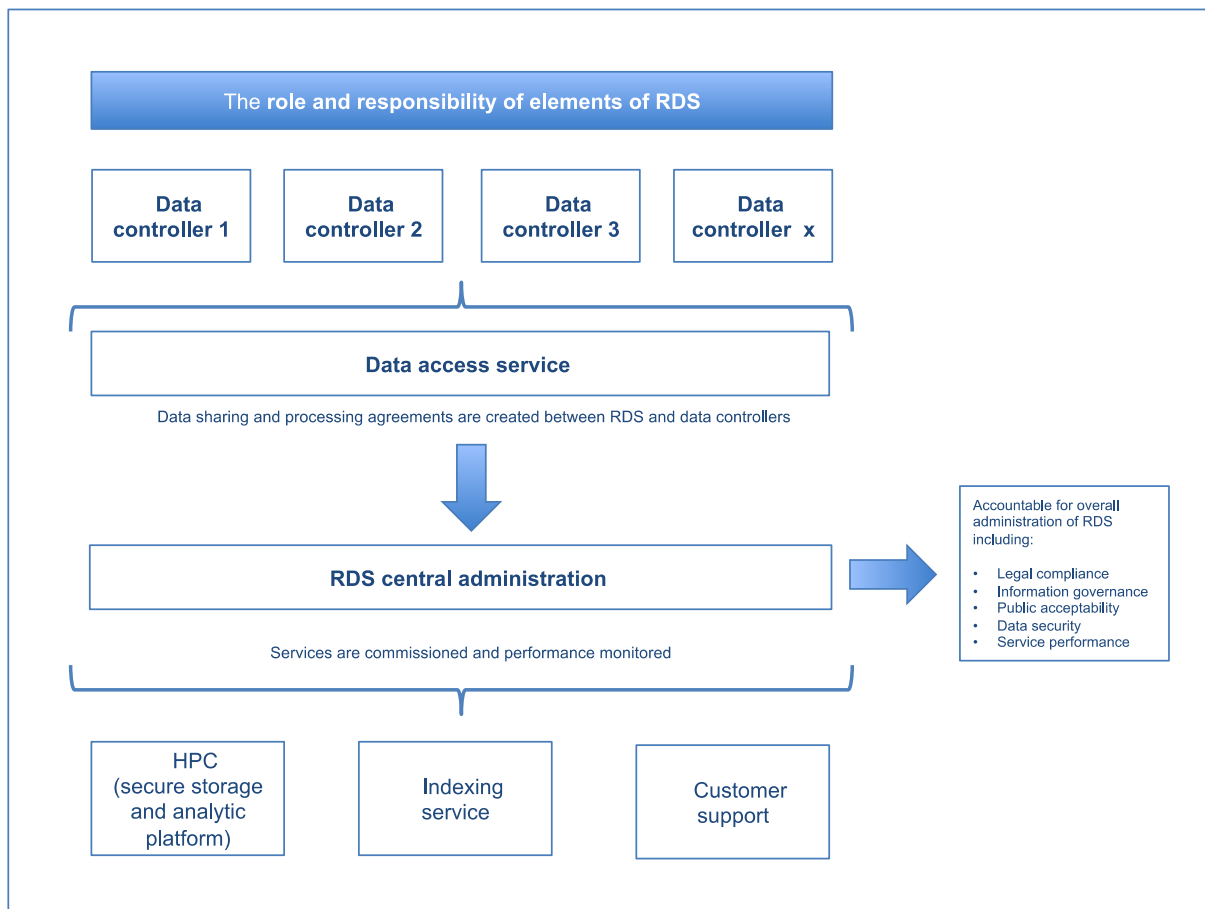 The role and responsibility of elements of RDS
Data
controller 1
Data
controller 2
Data
controller 3
Data
controller x
Data access service
Data sharing and processing agreements are created between RDS and data controllers
RDS central administration
Accountable for overall
administration of RDS
including:
• Legal compliance
• Information governance
• Public acceptability
• Data security
• Service performance
Services are commissioned and performance monitored
HPC
(secure storage
and analytic
platform)
Indexing
service
Customer
support